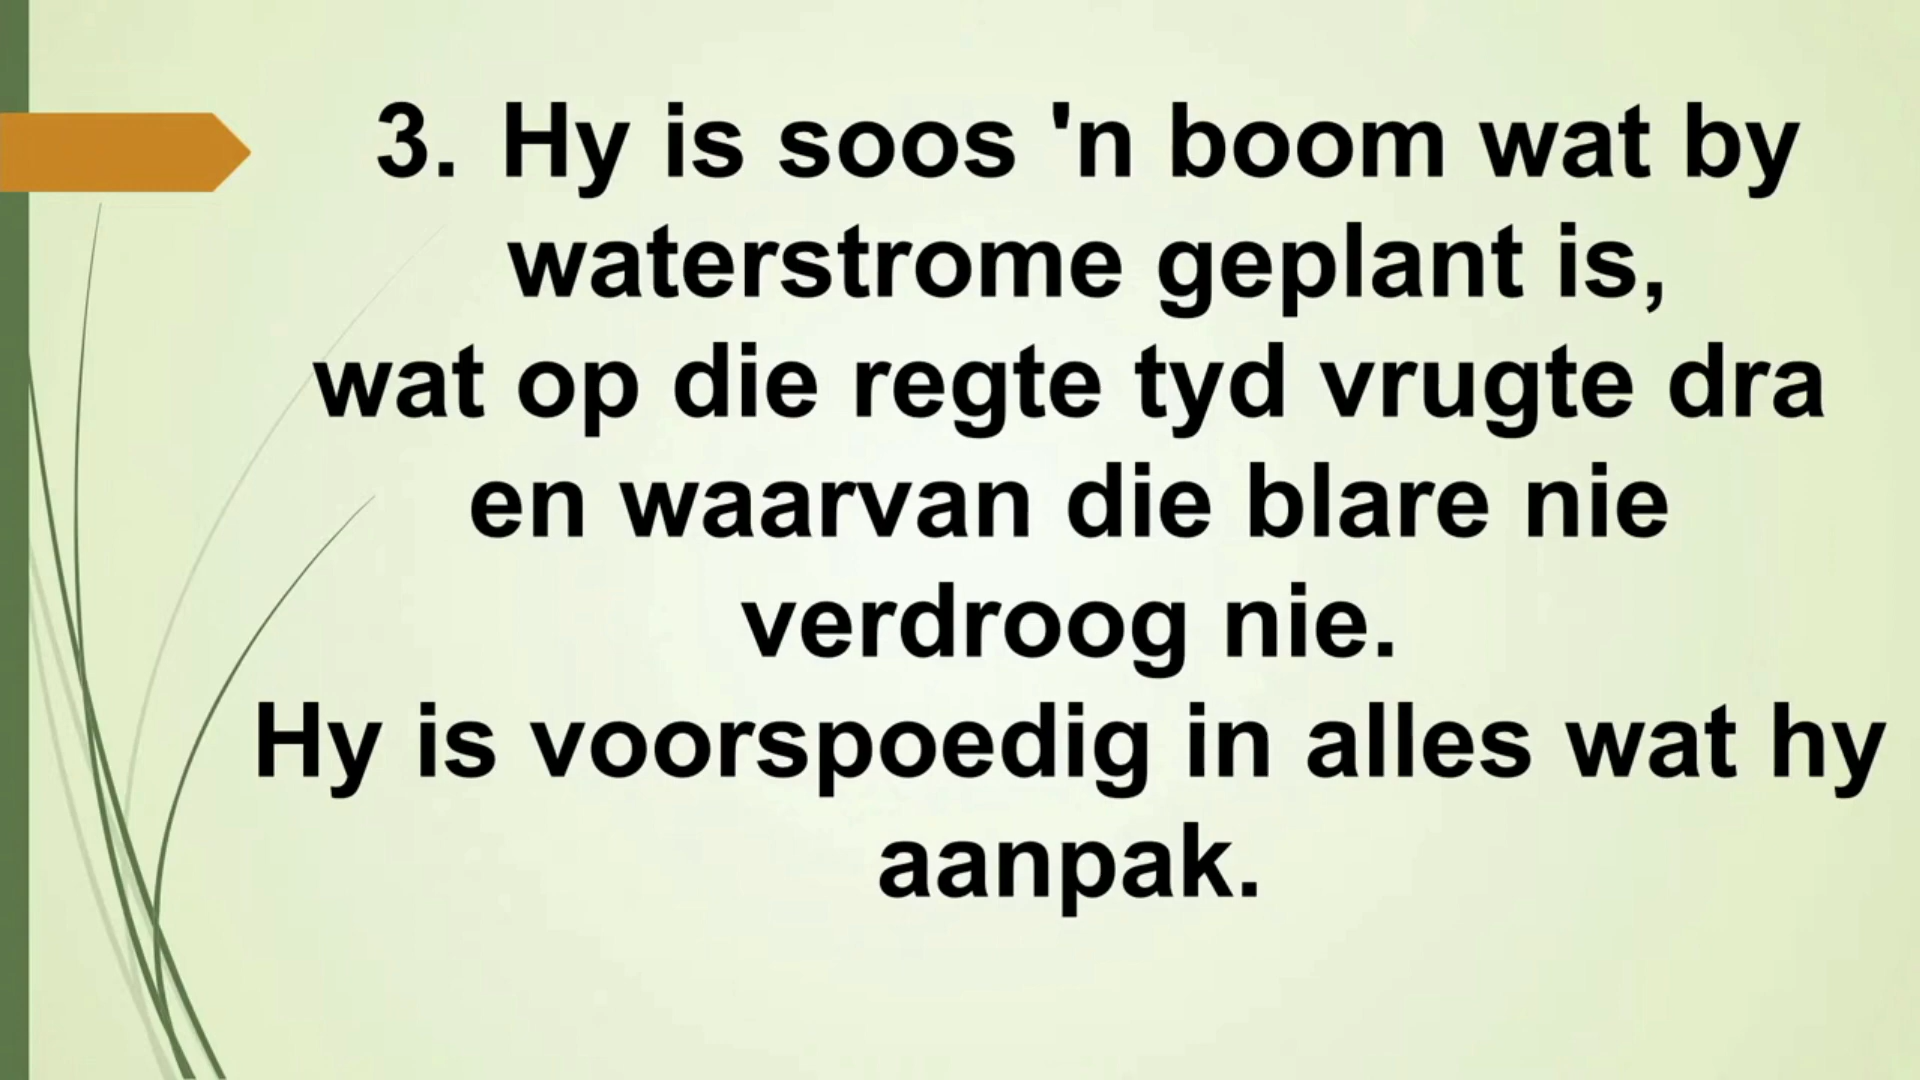 3. Hy is soos 'n boom wat by
waterstrome geplant is,
wat op die regte tyd vrugte dra
en waarvan die blare nie
verdroog nie.
Hy is voorspoedig in alles wat hy
aanpak.